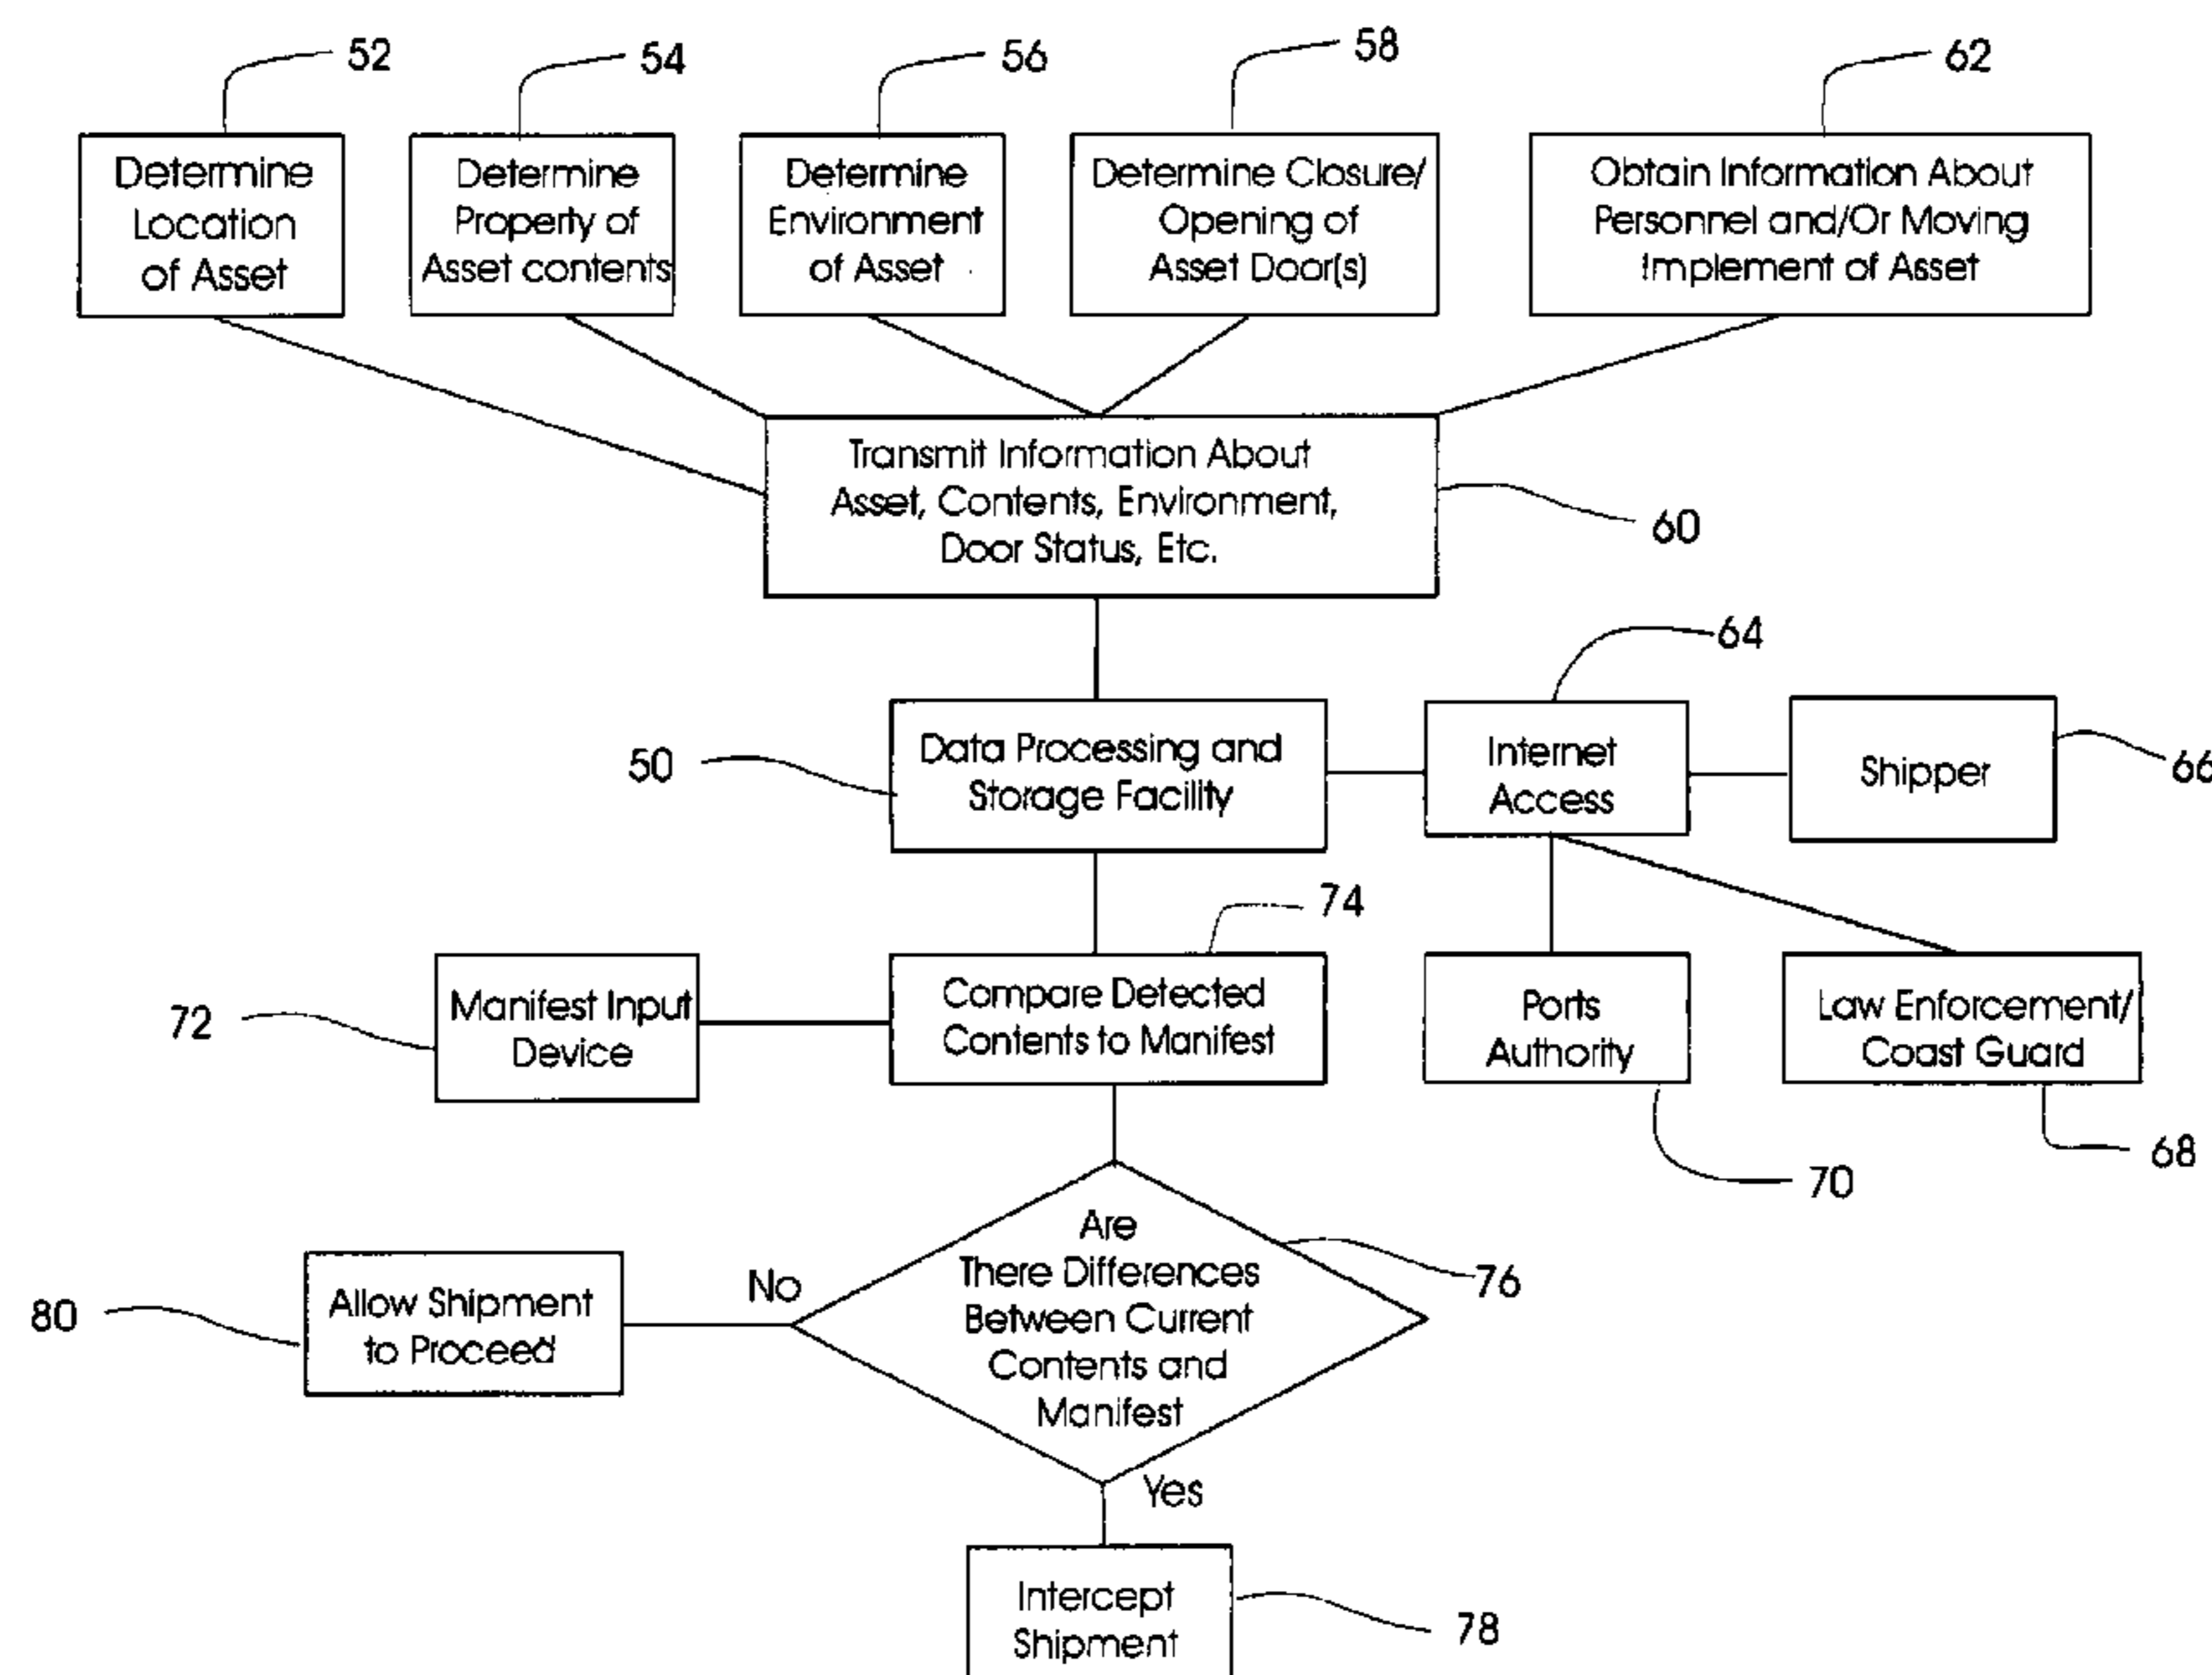 52
54
56
58
62
Determine
Location
of Asset
Determine
Property of
Asset contents
Determine
Environment
of Asset
Determine Closure/
Opening of
Asset Door(s)
Obtain Information About
Personnel and/Or Moving
Implement of Asset
Transmit Information About
Asset, Contents, Environment,
Door Status, Etc.
60
64
50
Data Processing and
Storage Facility
Internet
Access
Shipper
66
74
72
Manifest Input
Device
Compare Detected
Contents to Manifest
Ports
Authority
Law Enforcement/
Coast Guard
68
70
80
Allow Shipment
to Proceed
No
Are
There Differences
Between Current
Contents and
Manifest
76
Yes
Intercept
Shipment
78